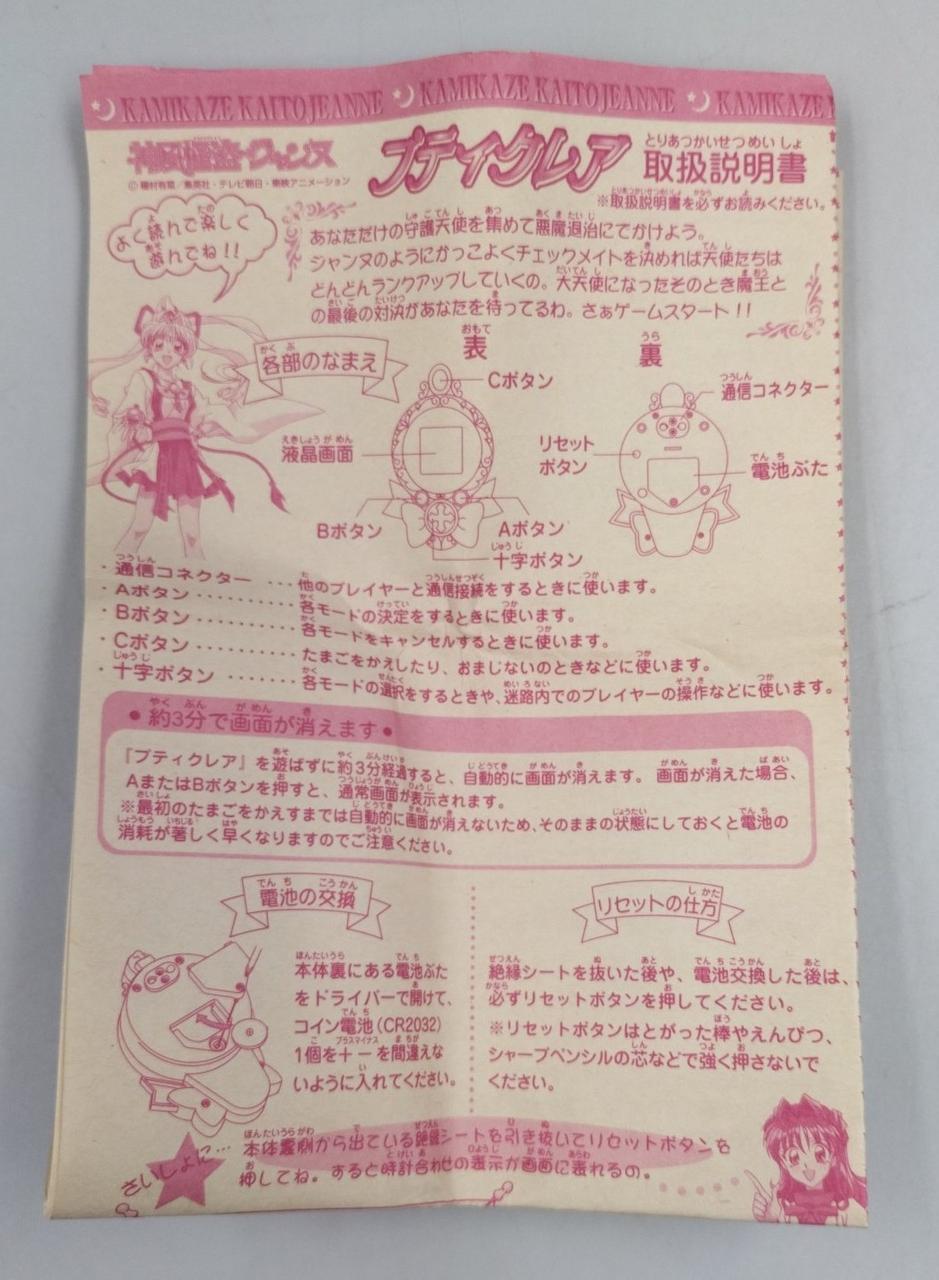 KAMIKAZE KAITO JEANNE KAMIKAZE KAITO JEANNE KAMIKAZE
神風怪盗ジャンヌ
© 種村有菜／集英社・テレビ朝日・東映アニメーション
プティクレア
とりあつかいせつめいしょ
取扱説明書
※取扱説明書を必ずお読みください。
よく読んで楽しく
遊んでね!!
あなただけの守護天使を集めて悪魔退治にでかけよう。
ジャンヌのようにかっこよくチェックメイトを決めれば天使たちは
どんどんランクアップしていくの。大天使になったそのとき魔王と
の最後の対決があなたを待ってるわ。さぁゲームスタート!!
各部のなまえ
表
裏
Cボタン
通信コネクター
液晶画面
リセット
ボタン
電池ぶた
Bボタン
Aボタン
十字ボタン
・通信コネクター …他のプレイヤーと通信接続をするときに使います。
・Aボタン ………各モードの決定をするときに使います。
・Bボタン ………各モードをキャンセルするときに使います。
・Cボタン ………たまごをかえしたり、おまじないのときなどに使います。
・十字ボタン ……各モードの選択をするときや、迷路内でのプレイヤーの操作などに使います。
●約3分で画面が消えます●
『プティクレア』を遊ばずに約3分経過すると、自動的に画面が消えます。画面が消えた場合、
AまたはBボタンを押すと、通常画面が表示されます。
※最初のたまごをかえすまでは自動的に画面が消えないため、そのままの状態にしておくと電池の
消耗が著しく早くなりますのでご注意ください。
電池の交換
本体裏にある電池ぶた
をドライバーで開けて、
コイン電池(CR2032)
1個を＋－を間違えな
いように入れてください。
リセットの仕方
絶縁シートを抜いた後や、電池交換した後は、
必ずリセットボタンを押してください。
※リセットボタンはとがった棒やえんぴつ、
シャープペンシルの芯などで強く押さないで
ください。
さいしょに…
本体裏側から出ている絶縁シートを引き抜いてリセットボタンを
押してね。すると時計合わせの表示が画面に表れるの。